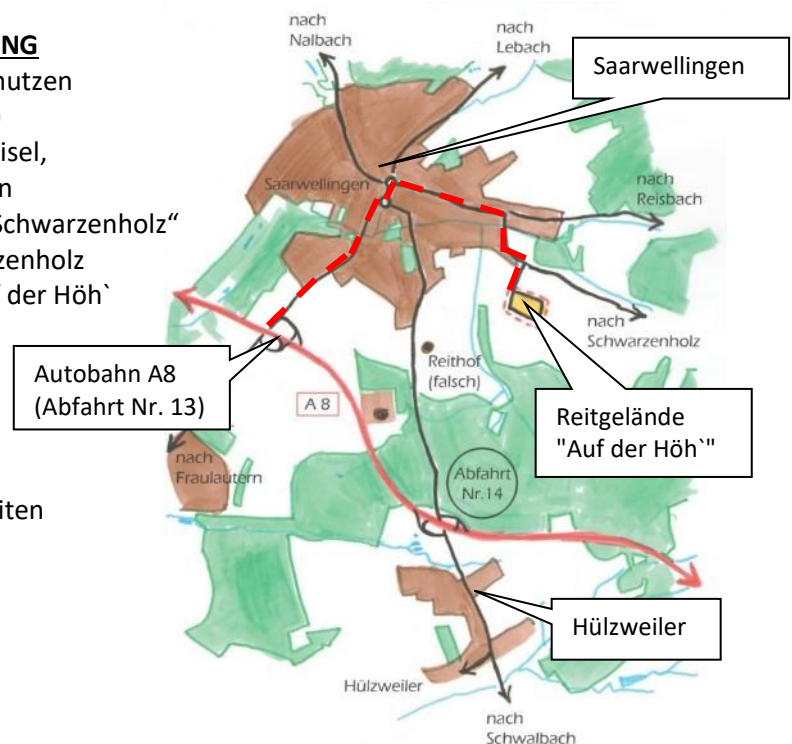 NG
nutzen
isel,
n
Schwarzenholz“
zenholz
f der Höh`
iten
nach
Nalbach
nach
Lebach
Saarwellingen
Saarwellingen
nach
Reisbach
nach
Schwarzenholz
Autobahn A8
(Abfahrt Nr. 13)
A 8
Reithof
(falsch)
Reitgelände
"Auf der Höh`"
nach
Fraulautern
Abfahrt
Nr.14
Hülzweiler
Hülzweiler
nach
Schwalbach